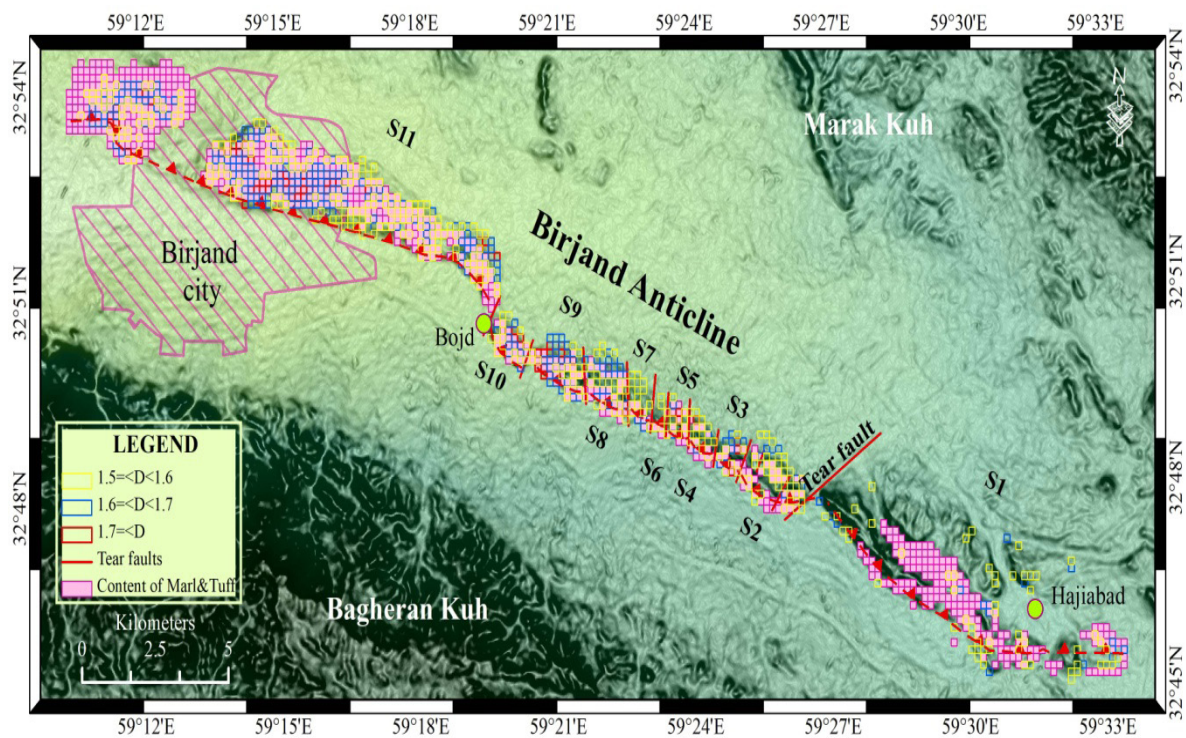 59°12'E 59°15'E 59°18'E 59°21'E 59°24'E 59°27'E 59°30'E 59°33'E
32°54'N
32°54'N
N
Marak Kuh
S11
Birjand
city
Birjand Anticline
32°51'N
32°51'N
S9
Bojd
S7
S10
S5
S3
S8
Tear fault
S6
S4
S1
S2
32°48'N
32°48'N
LEGEND
1.5=<D<1.6
1.6=<D<1.7
1.7=<D
Tear faults
Content of Marl&Tuff
Hajiabad
Bagheran Kuh
Kilometers
0 2.5 5
32°45'N
59°12'E 59°15'E 59°18'E 59°21'E 59°24'E 59°27'E 59°30'E 59°33'E